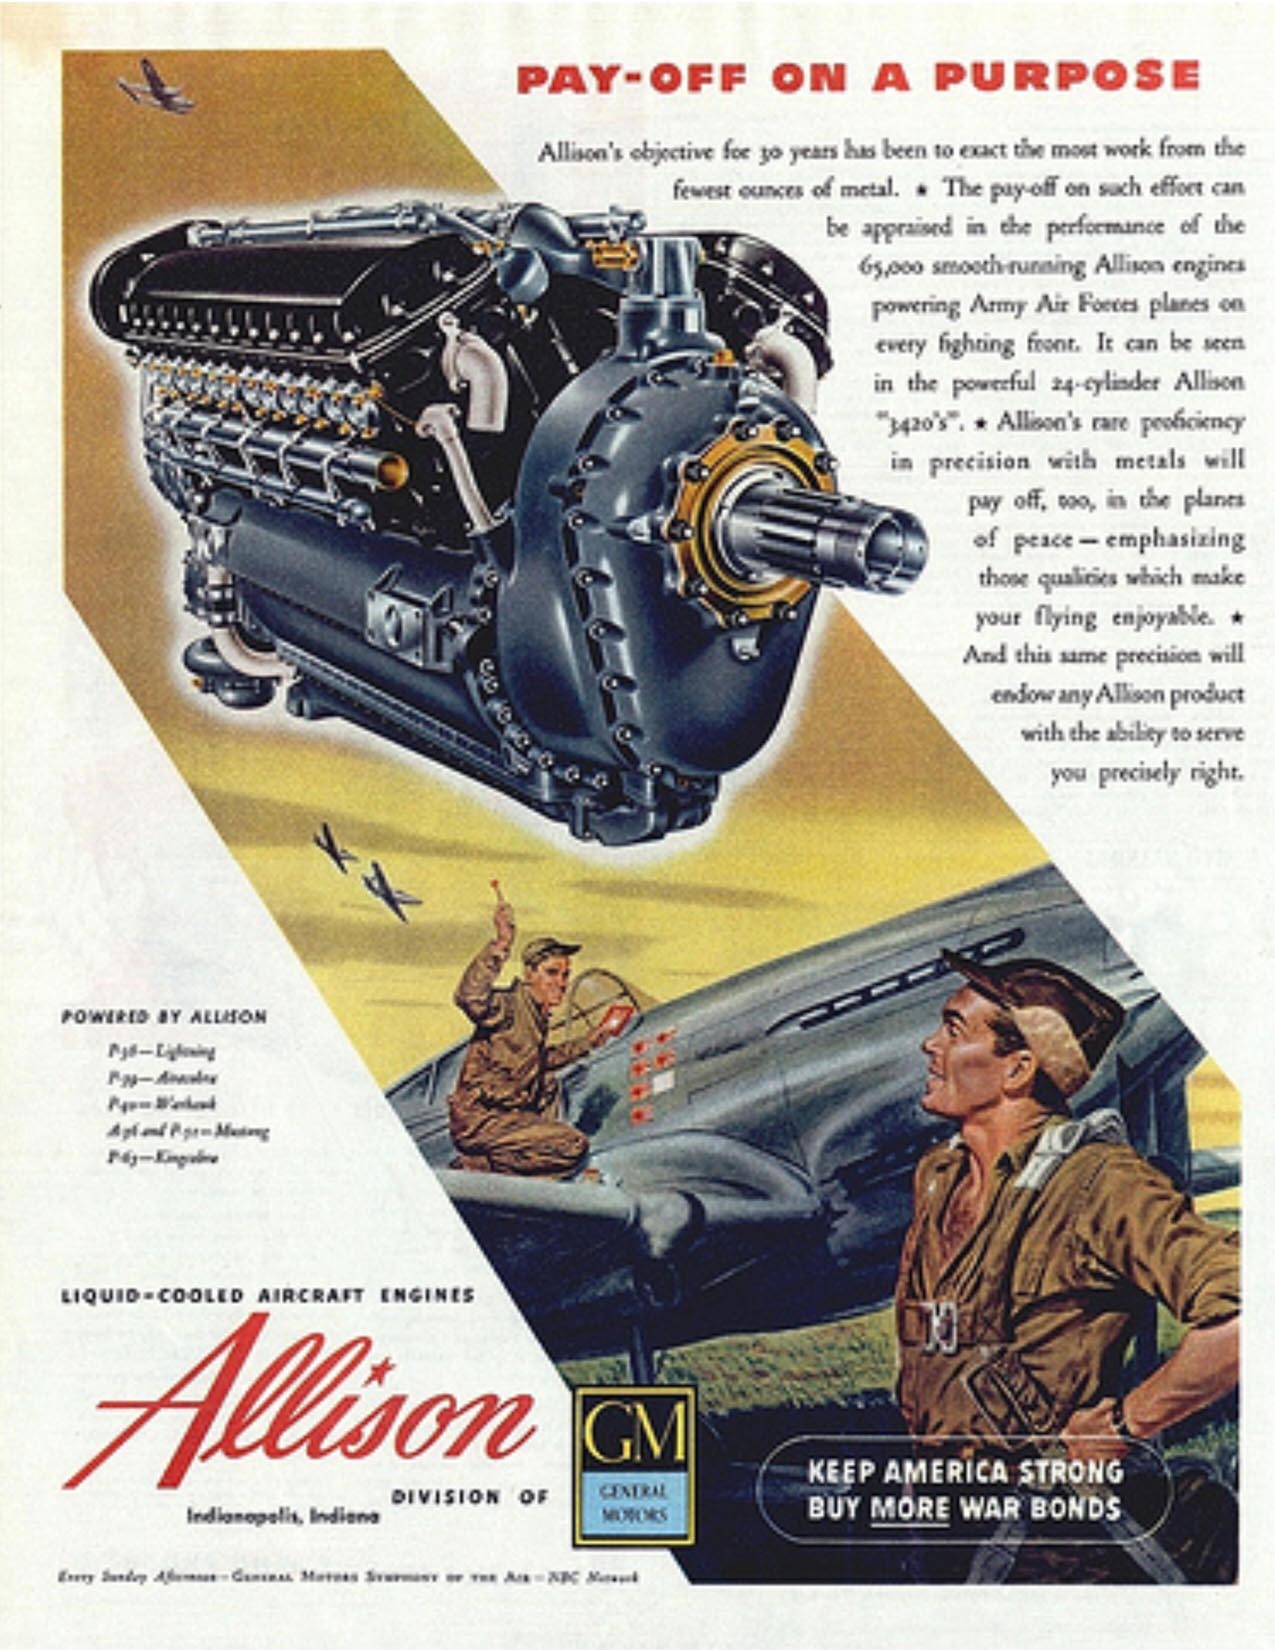 PAY-OFF ON A PURPOSE
Allison's objective for 30 years has been to exact the most work from the
fewest ounces of metal. ★ The pay-off on such effort can
be appraised in the performance of the
65,000 smooth-running Allison engines
powering Army Air Forces planes on
every fighting front. It can be seen
in the powerful 24-cylinder Allison
"3420's". ★ Allison's rare proficiency
in precision with metals will
pay off, too, in the planes
of peace — emphasizing
those qualities which make
your flying enjoyable. ★
And this same precision will
endow any Allison product
with the ability to serve
you precisely right.
POWERED BY ALLISON
P-38—Lightning
P-39—Airacobra
P-40—Warhawk
A-36 and P-51—Mustang
P-63—Kingcobra
LIQUID-COOLED AIRCRAFT ENGINES
Allison
DIVISION OF
Indianapolis, Indiana
GM
GENERAL
MOTORS
KEEP AMERICA STRONG
BUY MORE WAR BONDS
Every Sunday Afternoon—GENERAL MOTORS SYMPHONY OF THE AIR—NBC Network